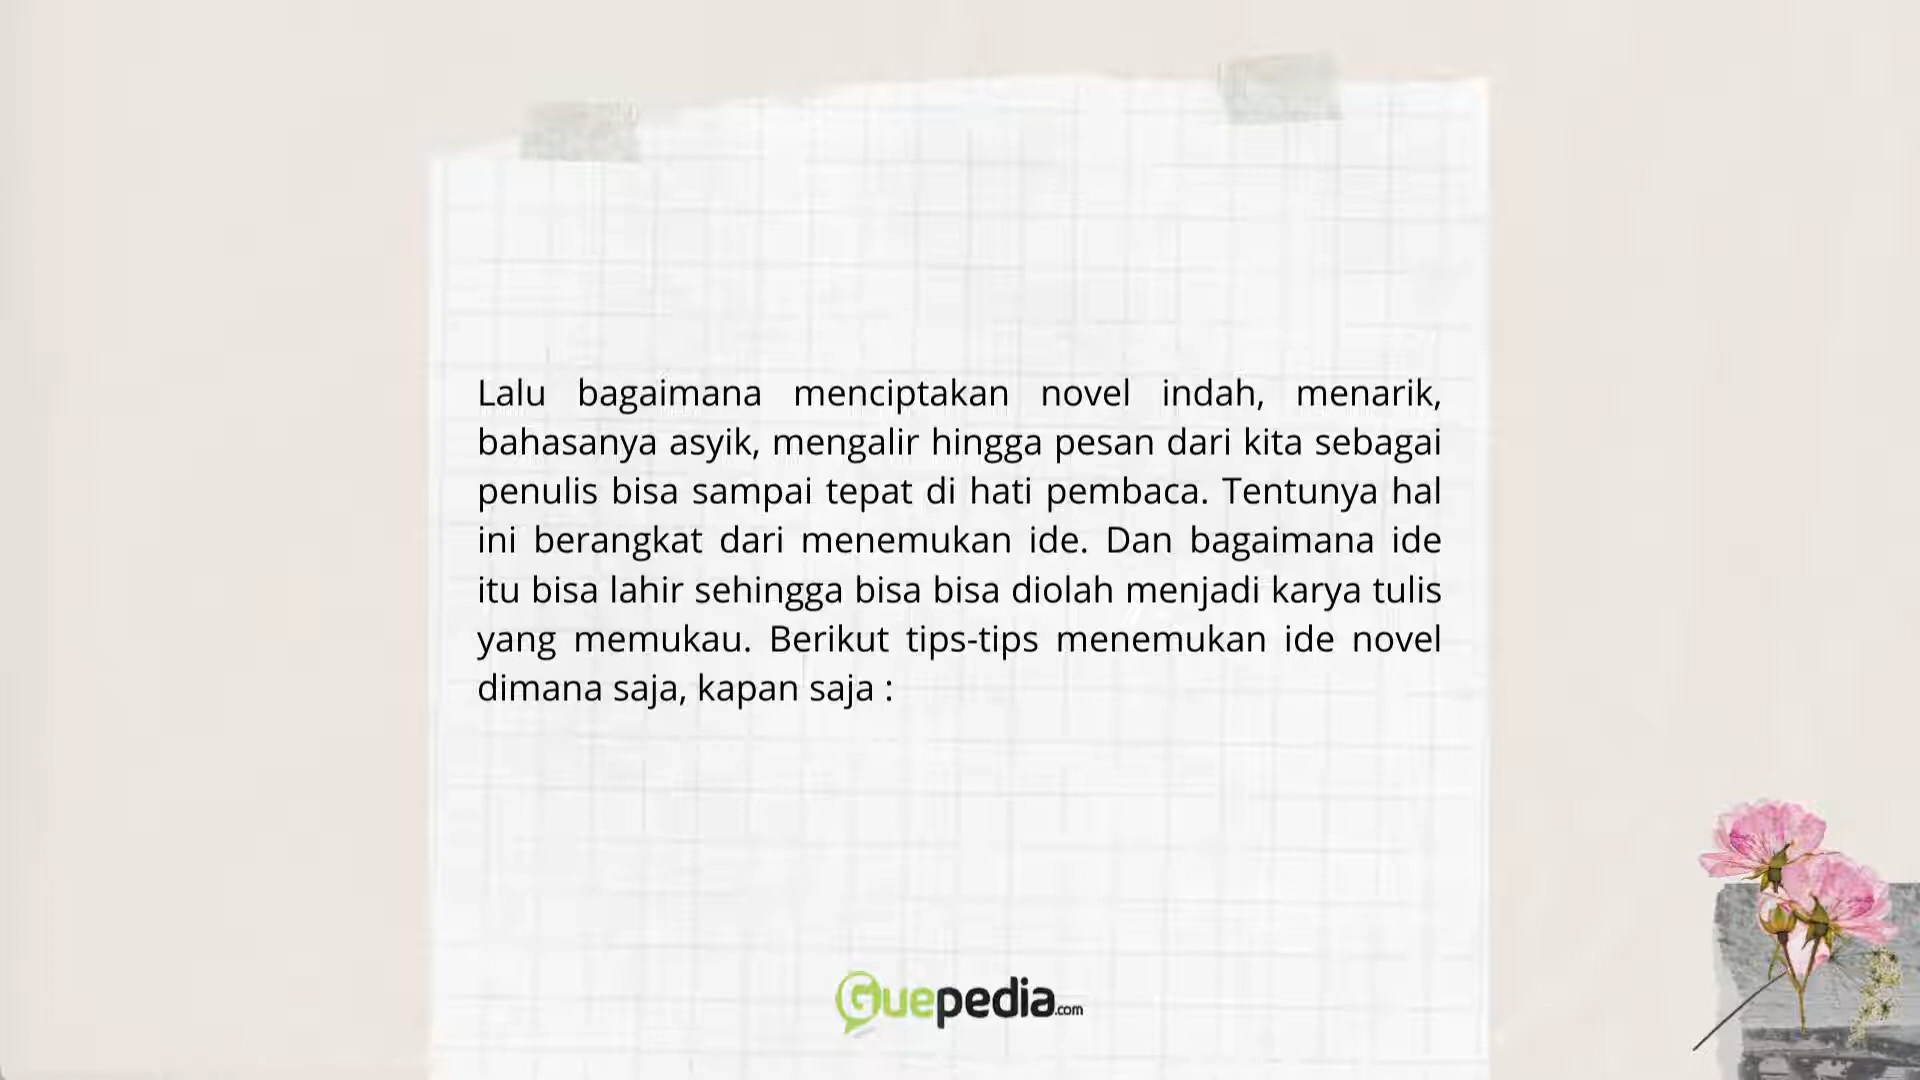 Lalu bagaimana menciptakan novel indah, menarik,
bahasanya asyik, mengalir hingga pesan dari kita sebagai
penulis bisa sampai tepat di hati pembaca. Tentunya hal
ini berangkat dari menemukan ide. Dan bagaimana ide
itu bisa lahir sehingga bisa bisa diolah menjadi karya tulis
yang memukau. Berikut tips-tips menemukan ide novel
dimana saja, kapan saja :
Guepedia.com